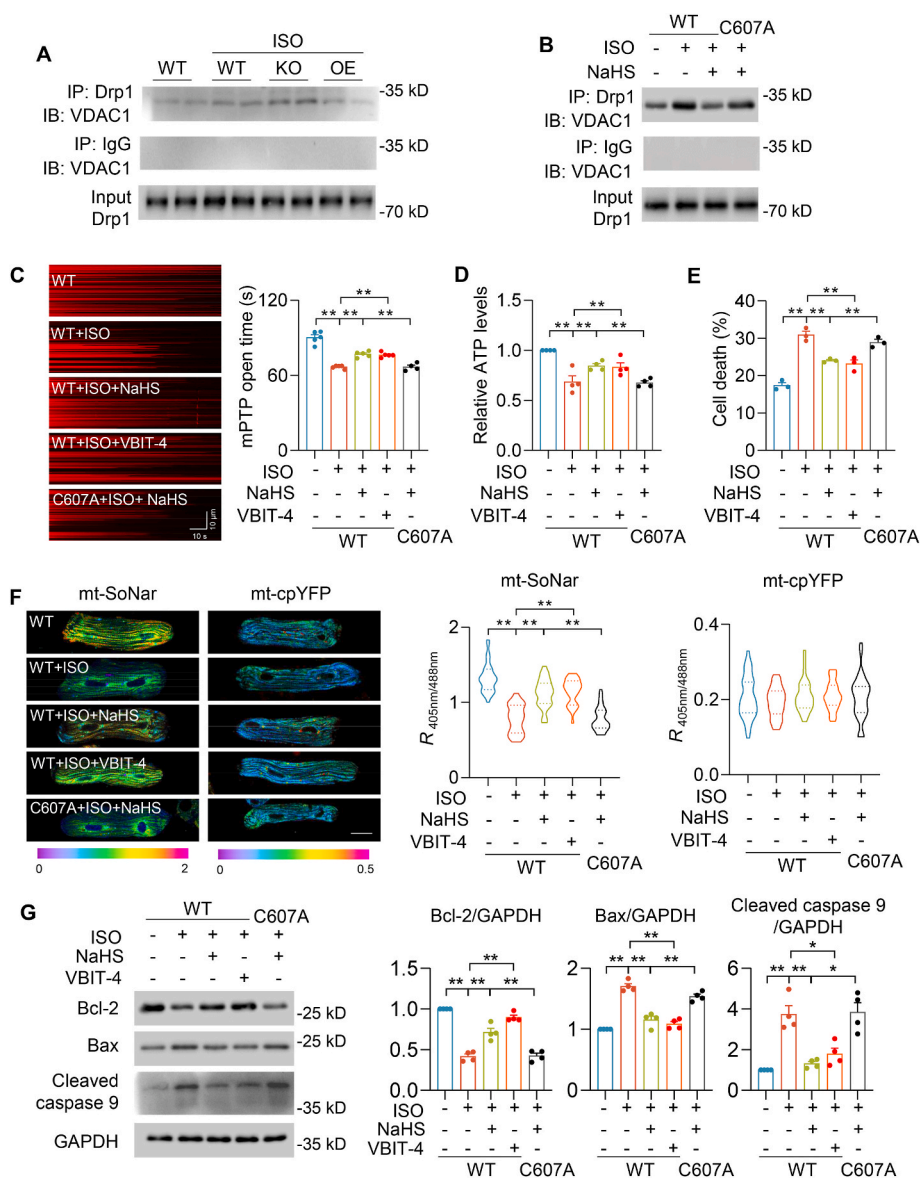 A
ISO
WT WT KO OE
IP: Drp1
IB: VDAC1
-35 kD
IP: IgG
IB: VDAC1
-35 kD
Input
Drp1
-70 kD
B
WT C607A
ISO - + + +
NaHS - - + +
IP: Drp1
IB: VDAC1
-35 kD
IP: IgG
IB: VDAC1
-35 kD
Input
Drp1
-70 kD
C
WT
WT+ISO
WT+ISO+NaHS
WT+ISO+VBIT-4
C607A+ISO+ NaHS
10 µm
10 s
mPTP open time (s)
120
60
0
**
** ** **
ISO - + + + +
NaHS - - + - +
VBIT-4 - - - + -
WT C607A
D
Relative ATP levels
1.5
1.0
0.5
0.0
**
** ** **
ISO - + + + +
NaHS - - + - +
VBIT-4 - - - + -
WT C607A
E
Cell death (%)
40
30
20
10
0
**
** ** **
ISO - + + + +
NaHS - - + - +
VBIT-4 - - - + -
WT C607A
F
mt-SoNar mt-cpYFP
WT
WT+ISO
WT+ISO+NaHS
WT+ISO+VBIT-4
C607A+ISO+NaHS
0 2
0 0.5
mt-SoNar
R 405nm/488nm
2
1
0
**
** ** **
ISO - + + + +
NaHS - - + - +
VBIT-4 - - - + -
WT C607A
mt-cpYFP
R 405nm/488nm
0.4
0.2
0.0
ISO - + + + +
NaHS - - + - +
VBIT-4 - - - + -
WT C607A
G
WT C607A
ISO - + + + +
NaHS - - + - +
VBIT-4 - - - + -
Bcl-2
-25 kD
Bax
-25 kD
Cleaved
caspase 9
-35 kD
GAPDH
-35 kD
Bcl-2/GAPDH
1.5
1.0
0.5
0.0
**
** ** **
ISO - + + + +
NaHS - - + - +
VBIT-4 - - - + -
WT C607A
Bax/GAPDH
2
1
0
**
** ** **
- + + + +
- - + - +
- - - + -
WT C607A
Cleaved caspase 9
/GAPDH
8
6
4
2
0
*
** ** *
- + + + +
- - + - +
- - - + -
WT C607A